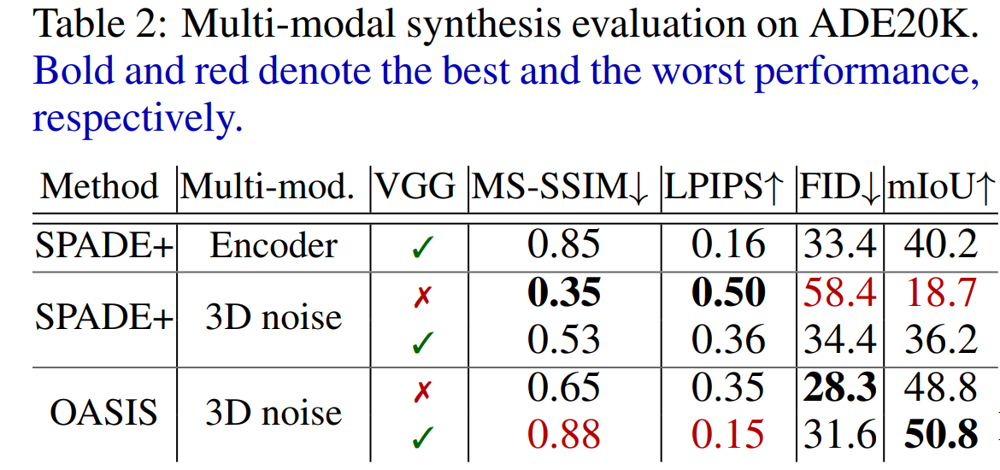 Table 2: Multi-modal synthesis evaluation on ADE20K.
Bold and red denote the best and the worst performance,
respectively.
Method Multi-mod. VGG MS-SSIM↓ LPIPS↑ FID↓ mIoU↑
SPADE+ Encoder ✓ 0.85 0.16 33.4 40.2
SPADE+ 3D noise ✗ 0.35 0.50 58.4 18.7
✓ 0.53 0.36 34.4 36.2
OASIS 3D noise ✗ 0.65 0.35 28.3 48.8
✓ 0.88 0.15 31.6 50.8